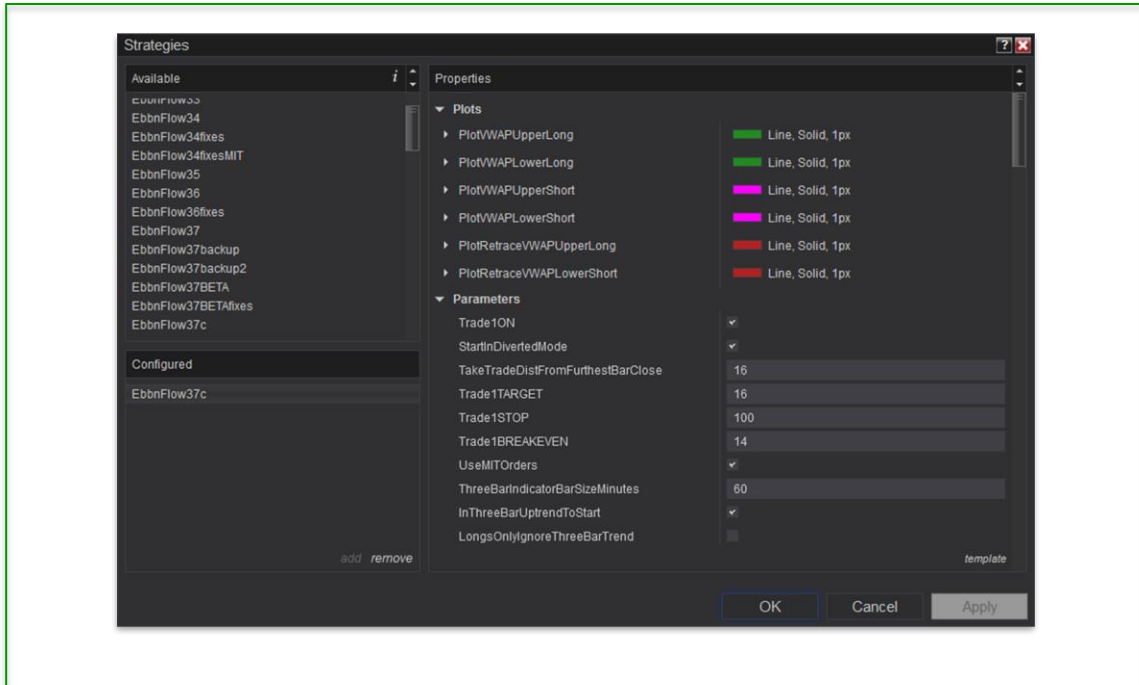 Strategies
?
Available
i
EbbnFlow33
EbbnFlow34
EbbnFlow34fixes
EbbnFlow34fixesMIT
EbbnFlow35
EbbnFlow36
EbbnFlow36fixes
EbbnFlow37
EbbnFlow37backup
EbbnFlow37backup2
EbbnFlow37BETA
EbbnFlow37BETAfixes
EbbnFlow37c
Configured
EbbnFlow37c
add remove
Properties
Plots
PlotVWAPUpperLong Line, Solid, 1px
PlotVWAPLowerLong Line, Solid, 1px
PlotVWAPUpperShort Line, Solid, 1px
PlotVWAPLowerShort Line, Solid, 1px
PlotRetraceVWAPUpperLong Line, Solid, 1px
PlotRetraceVWAPLowerShort Line, Solid, 1px
Parameters
Trade1ON
StartInDivertedMode
TakeTradeDistFromFurthestBarClose 16
Trade1TARGET 16
Trade1STOP 100
Trade1BREAKEVEN 14
UseMITOrders
ThreeBarIndicatorBarSizeMinutes 60
InThreeBarUptrendToStart
LongsOnlyIgnoreThreeBarTrend
template
OK Cancel Apply